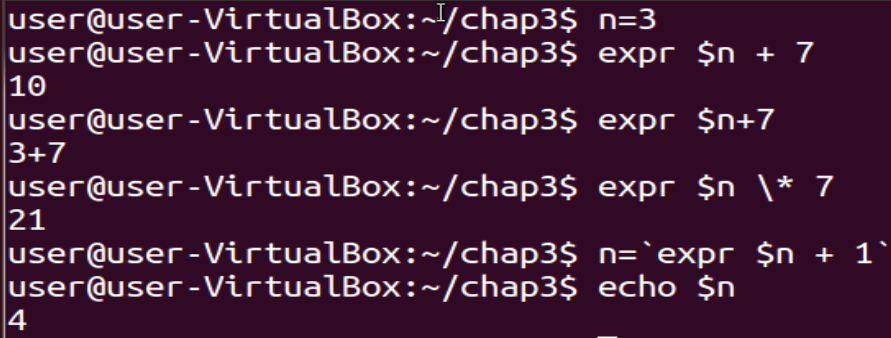 user@user-VirtualBox:~/chap3$ n=3
user@user-VirtualBox:~/chap3$ expr $n + 7
10
user@user-VirtualBox:~/chap3$ expr $n+7
3+7
user@user-VirtualBox:~/chap3$ expr $n \* 7
21
user@user-VirtualBox:~/chap3$ n=`expr $n + 1`
user@user-VirtualBox:~/chap3$ echo $n
4